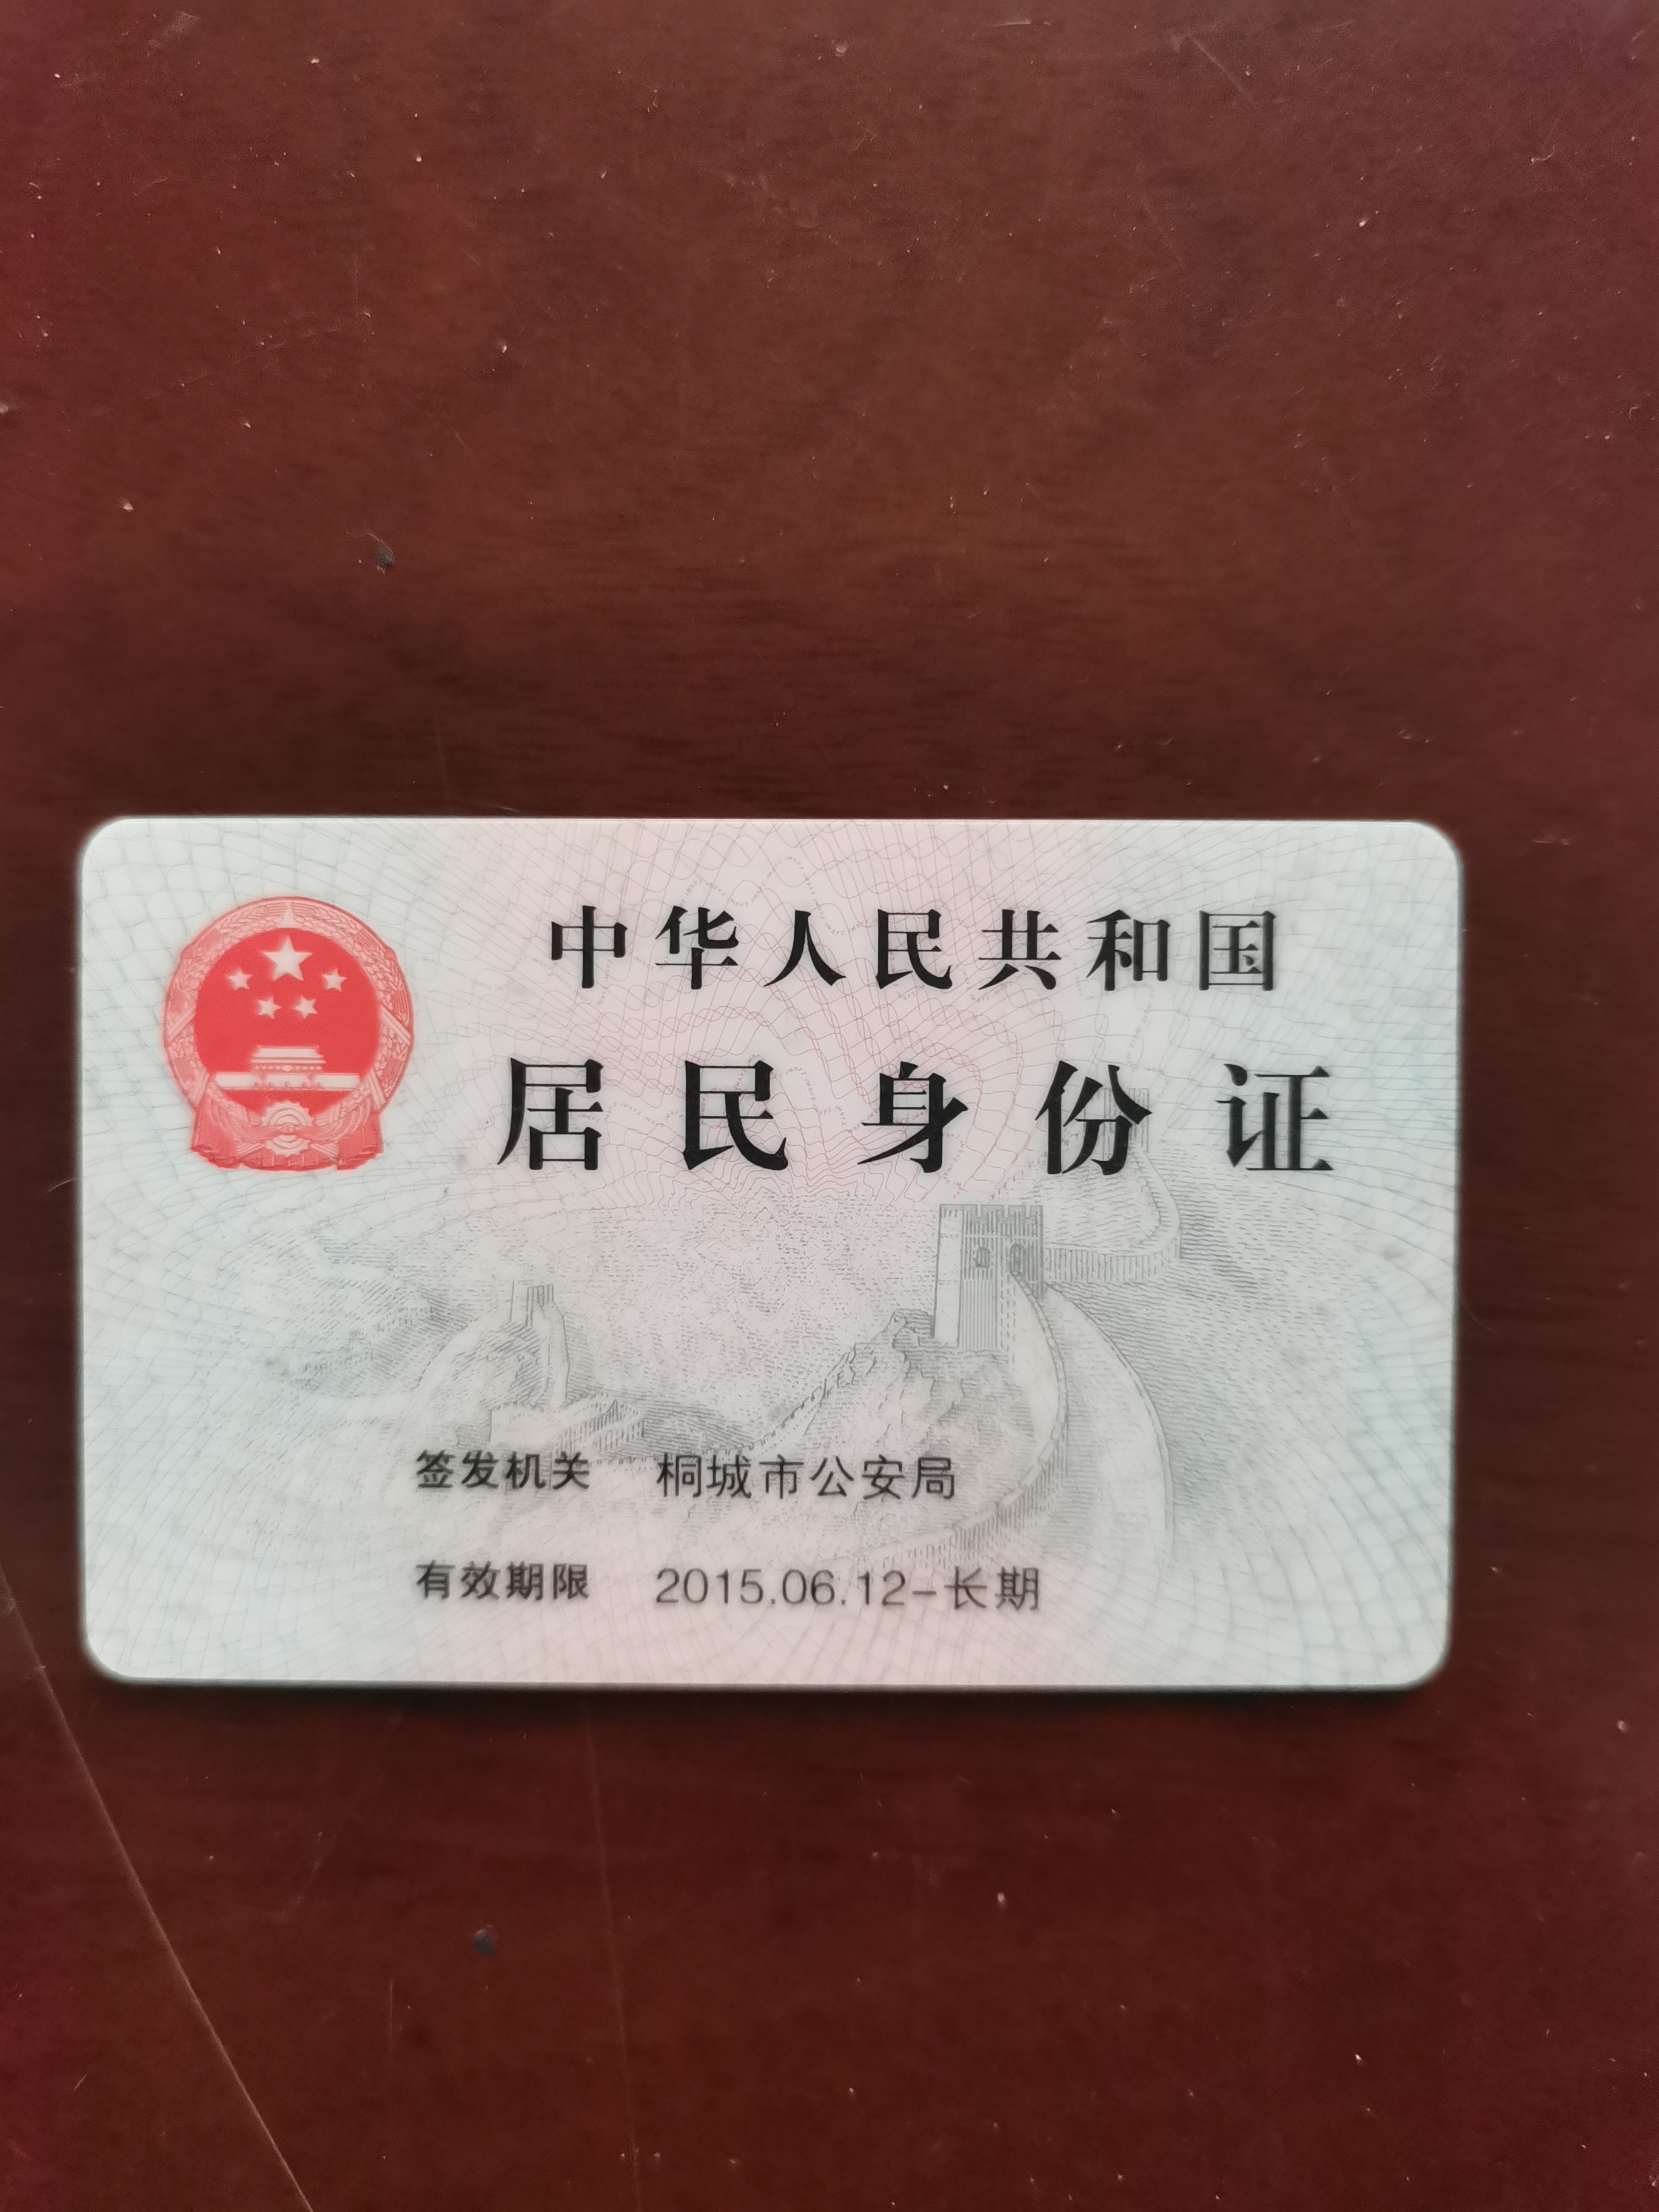 中华人民共和国
居民身份证
签发机关 桐城市公安局
有效期限 2015.06.12-长期